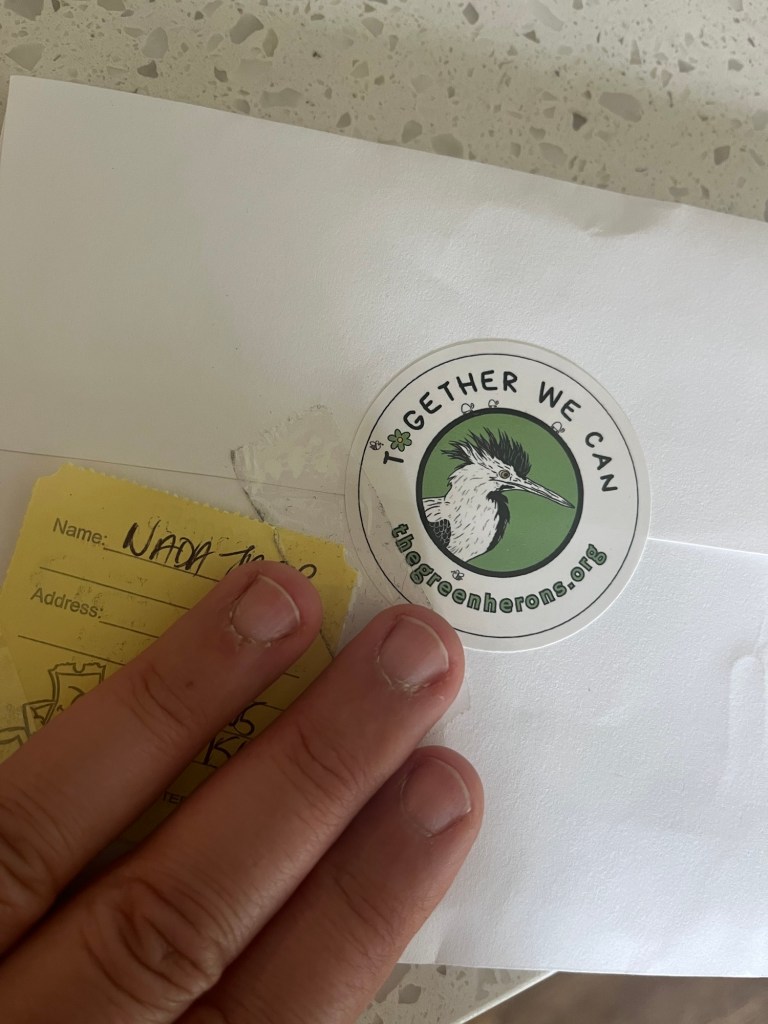 TOGETHER WE CAN
thegreenherons.org
Name: NADA
Address: